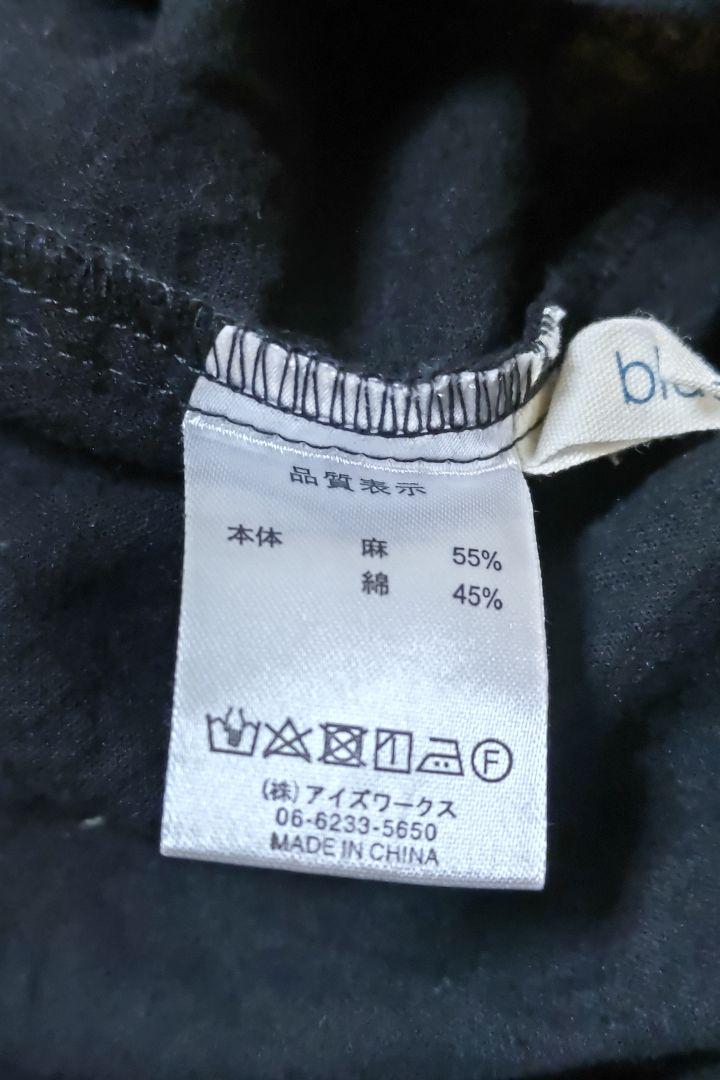 品質表示
本体 麻 55%
綿 45%
F
(株)アイズワークス
06-6233-5650
MADE IN CHINA